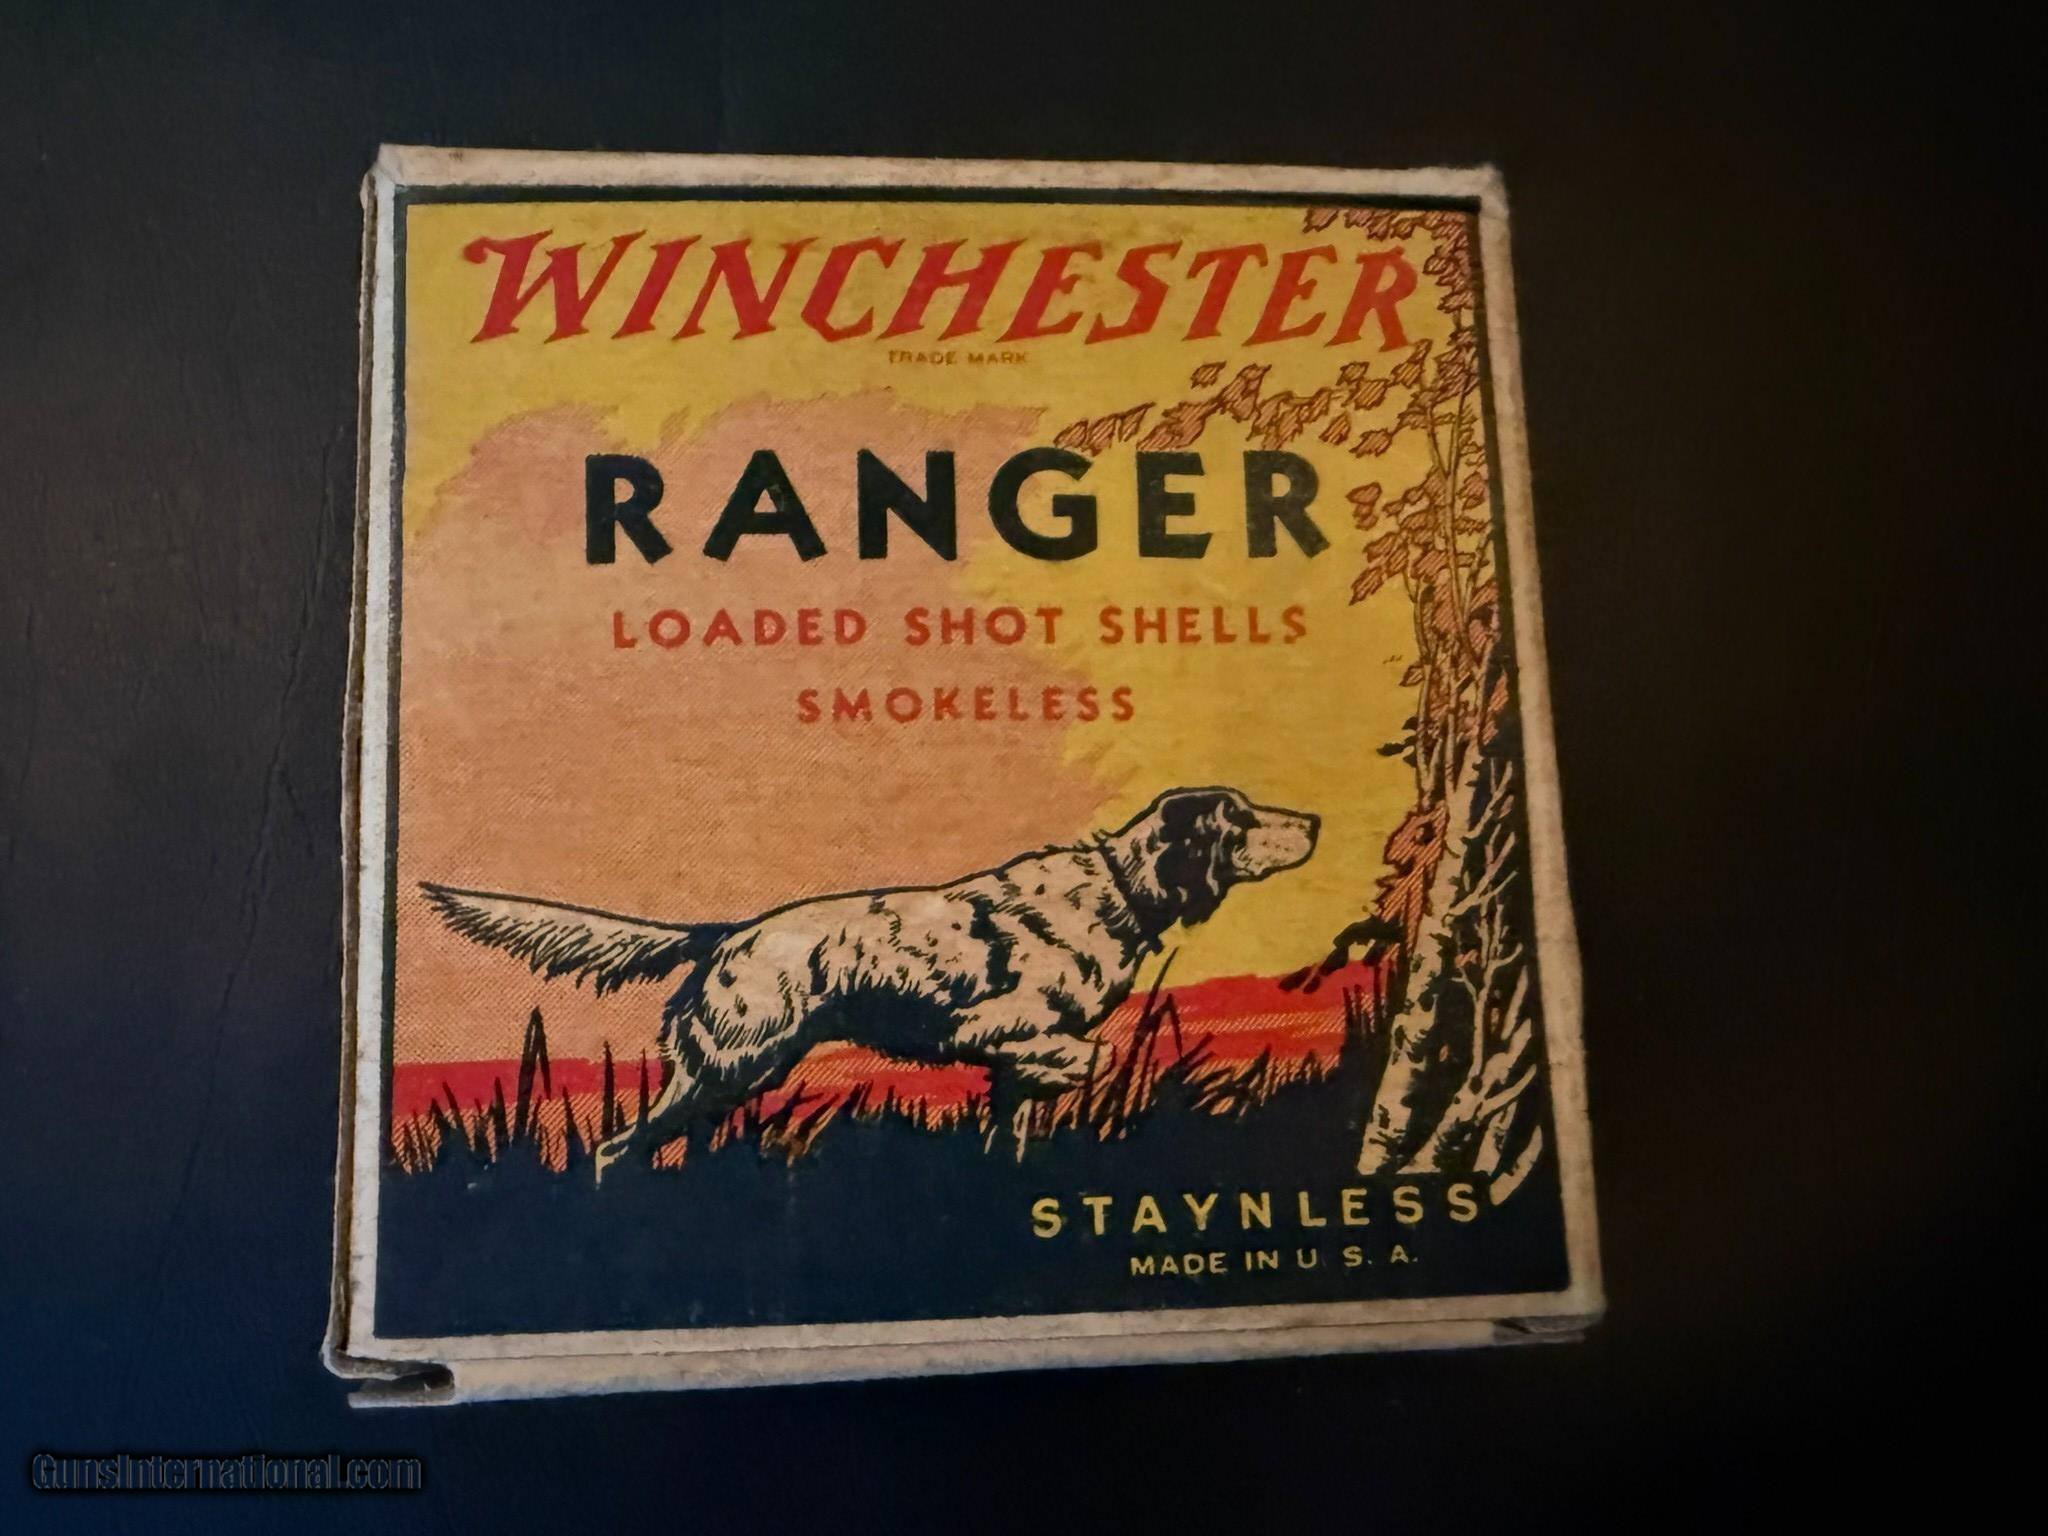 WINCHESTER
TRADE MARK
RANGER
LOADED SHOT SHELLS
SMOKELESS
STAYNLESS
MADE IN U. S. A.
GunsInternational.com